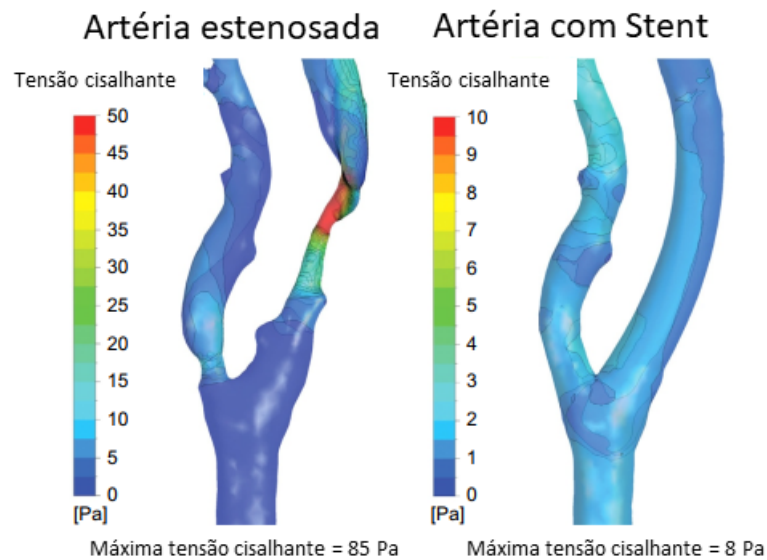 Artéria estenosada
Artéria com Stent
Tensão cisalhante
Tensão cisalhante
50
45
40
35
30
25
20
15
10
5
0
[Pa]
10
9
8
7
6
5
4
3
2
1
0
[Pa]
Máxima tensão cisalhante = 85 Pa
Máxima tensão cisalhante = 8 Pa